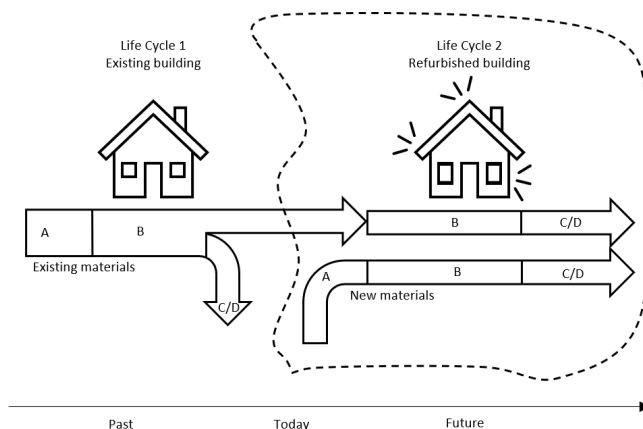 Life Cycle 1
Existing building
Life Cycle 2
Refurbished building
A
B
B
C/D
Existing materials
C/D
A
B
C/D
New materials
Past
Today
Future